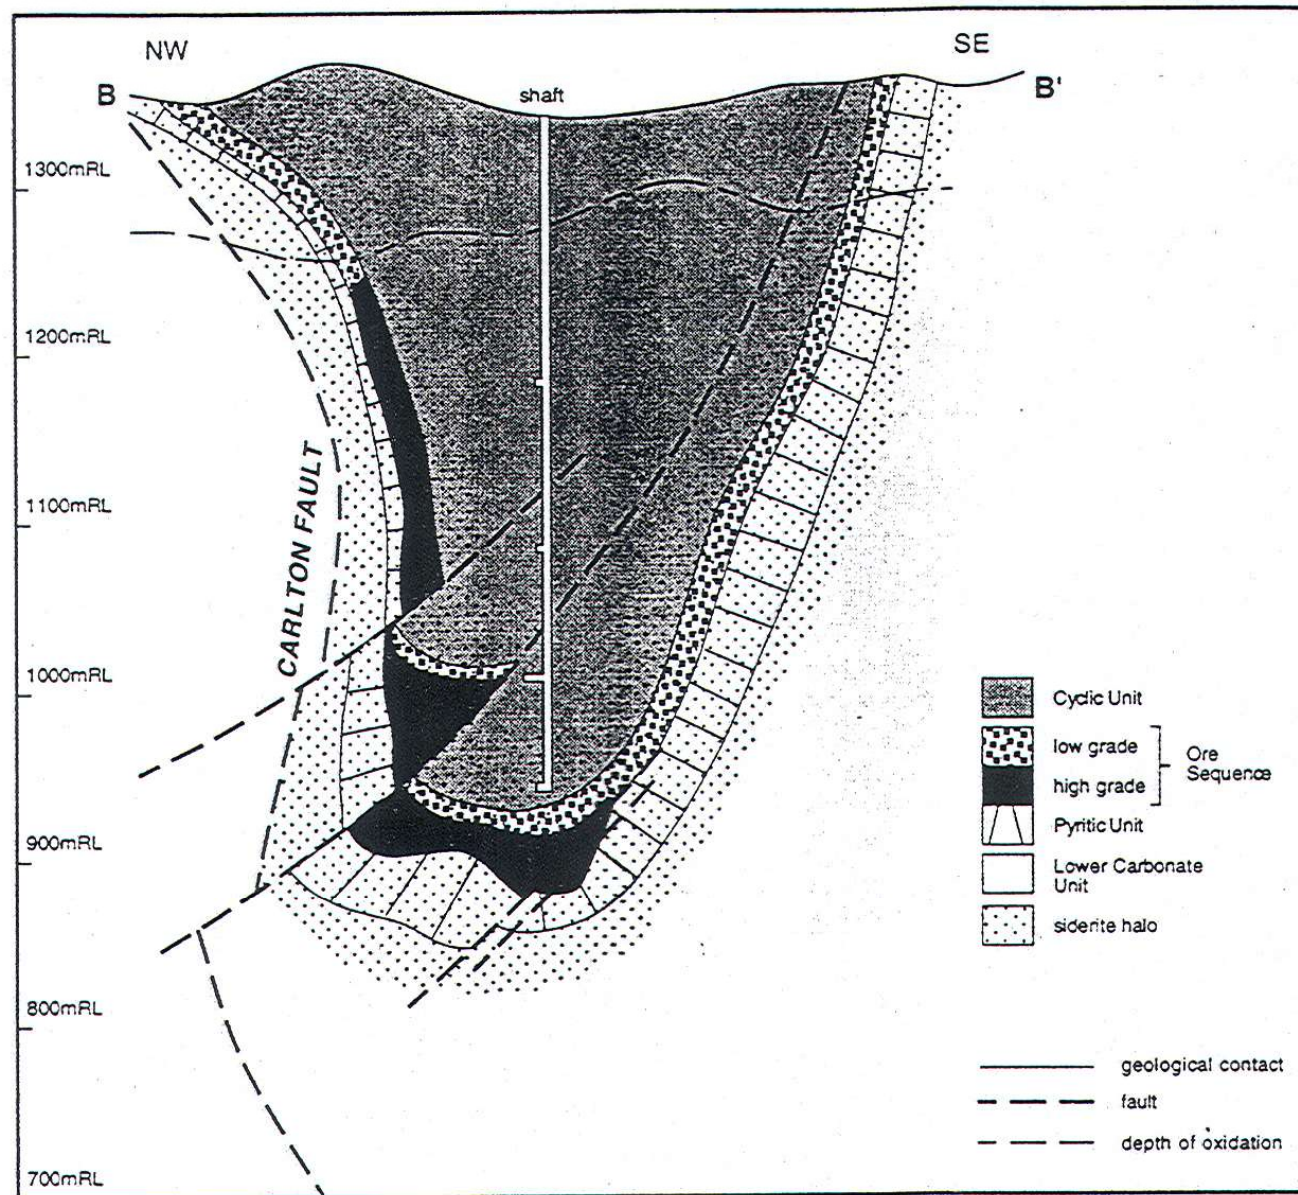 NW
SE
B
B'
shaft
1300mRL
1200mRL
1100mRL
1000mRL
900mRL
800mRL
700mRL
CARLTON FAULT
Cyclic Unit
low grade
high grade
Ore
Sequence
Pyritic Unit
Lower Carbonate
Unit
siderite halo
geological contact
fault
depth of oxidation